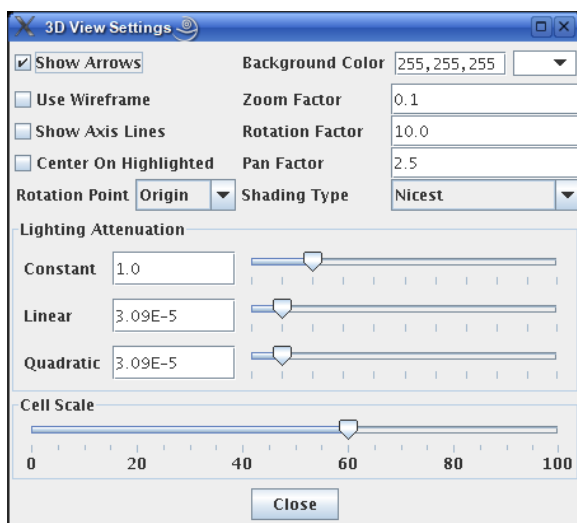 3D View Settings
Show Arrows Background Color 255,255,255
Use Wireframe Zoom Factor 0.1
Show Axis Lines Rotation Factor 10.0
Center On Highlighted Pan Factor 2.5
Rotation Point Origin Shading Type Nicest
Lighting Attenuation
Constant 1.0
Linear 3.09E-5
Quadratic 3.09E-5
Cell Scale
0 20 40 60 80 100
Close